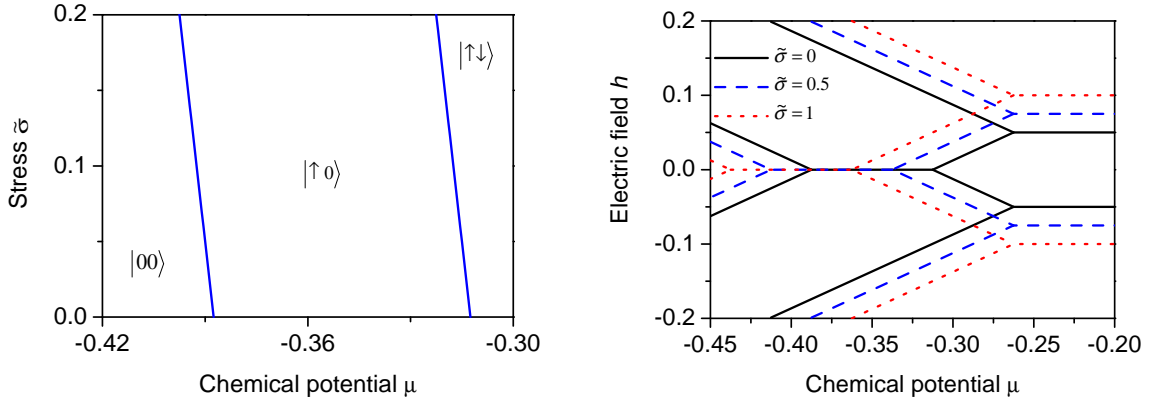 0.2
0.1
0.0
Stress σ̃
|↑↓⟩
|↑ 0⟩
|00⟩
-0.42
-0.36
-0.30
Chemical potential μ
0.2
0.1
0.0
-0.1
-0.2
Electric field h
σ̃ = 0
σ̃ = 0.5
σ̃ = 1
-0.45
-0.40
-0.35
-0.30
-0.25
-0.20
Chemical potential μ